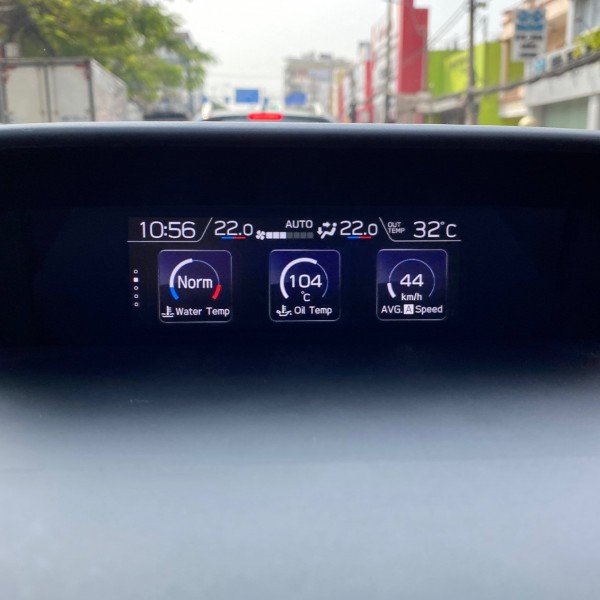 10:56 22.0 AUTO 22.0 OUT TEMP 32°C
Norm 104 °C 44 km/h
Water Temp Oil Temp AVG. A Speed